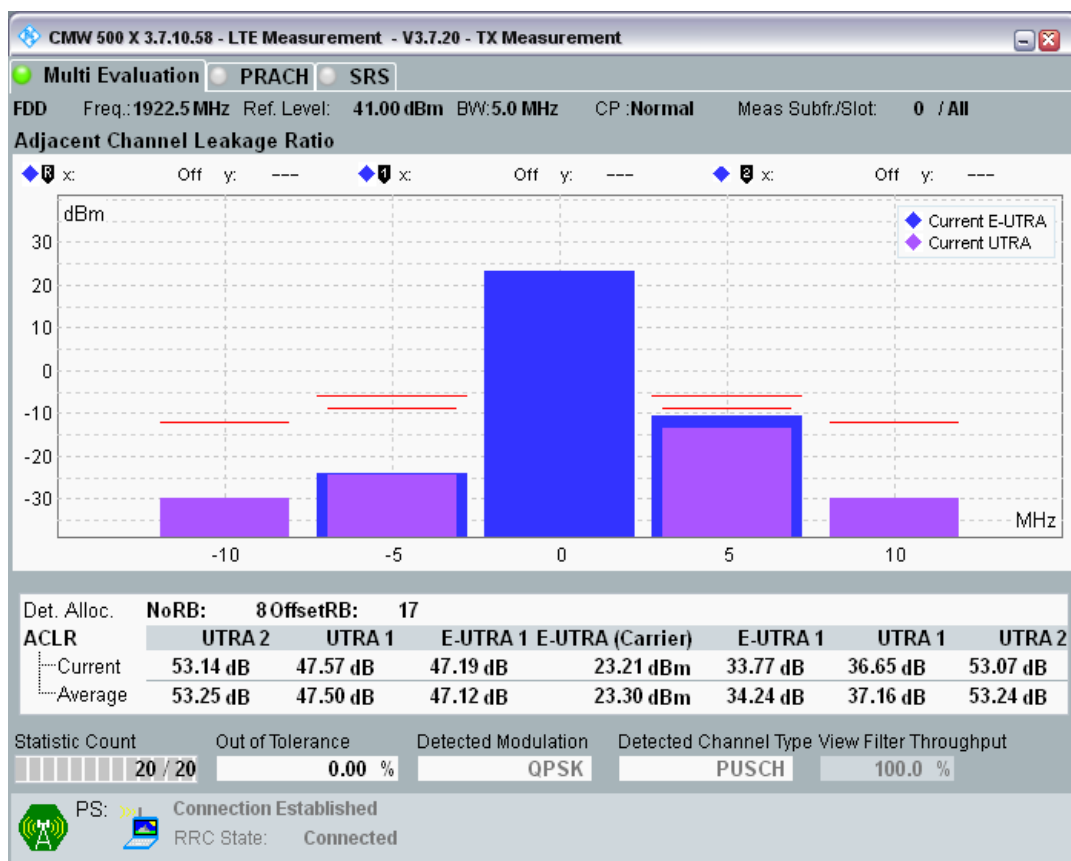 CMW 500 X 3.7.10.58 - LTE Measurement - V3.7.20 - TX Measurement
Multi Evaluation PRACH SRS
FDD Freq.: 1922.5 MHz Ref. Level: 41.00 dBm BW: 5.0 MHz CP : Normal Meas Subfr./Slot: 0 / All
Adjacent Channel Leakage Ratio
R x: Off y: --- 1 x: Off y: --- 2 x: Off y: ---
dBm
Current E-UTRA
Current UTRA
30
20
10
0
-10
-20
-30
MHz
-10 -5 0 5 10
Det. Alloc. NoRB: 8 OffsetRB: 17
ACLR UTRA 2 UTRA 1 E-UTRA 1 E-UTRA (Carrier) E-UTRA 1 UTRA 1 UTRA 2
Current 53.14 dB 47.57 dB 47.19 dB 23.21 dBm 33.77 dB 36.65 dB 53.07 dB
Average 53.25 dB 47.50 dB 47.12 dB 23.30 dBm 34.24 dB 37.16 dB 53.24 dB
Statistic Count Out of Tolerance Detected Modulation Detected Channel Type View Filter Throughput
20 / 20 0.00 % QPSK PUSCH 100.0 %
PS: Connection Established
RRC State: Connected